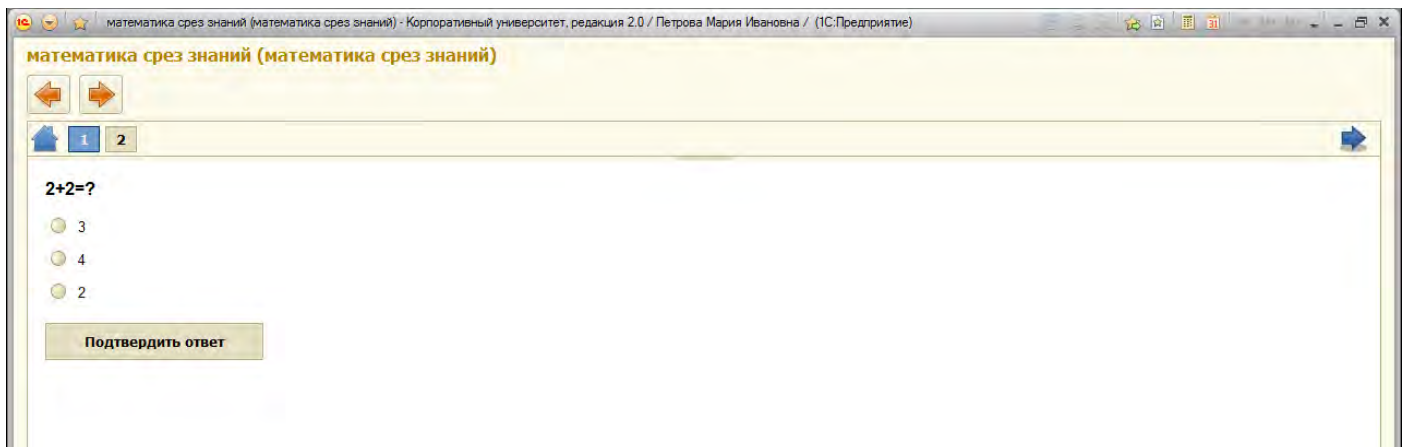 математика срез знаний (математика срез знаний) - Корпоративный университет, редакция 2.0 / Петрова Мария Ивановна / (1С:Предприятие)
математика срез знаний (математика срез знаний)
1 2
2+2=?
3
4
2
Подтвердить ответ